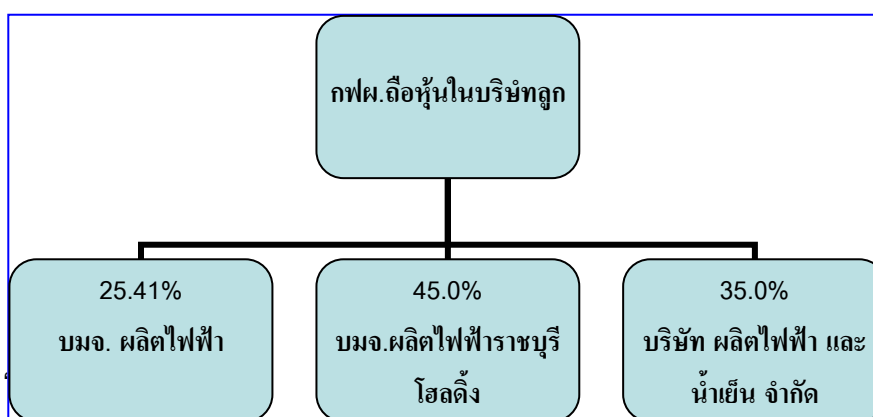 กฟผ.ถือหุ้นในบริษัทลูก
25.41%
บมจ. ผลิตไฟฟ้า
45.0%
บมจ.ผลิตไฟฟ้าราชบุรี
โฮลดิ้ง
35.0%
บริษัท ผลิตไฟฟ้า และ
น้ำเย็น จำกัด